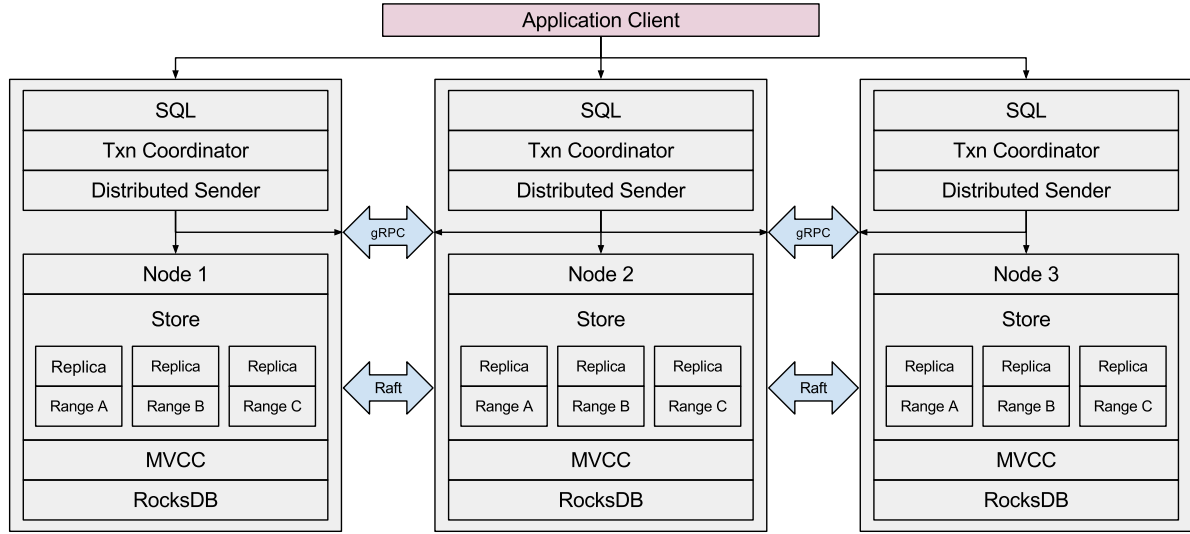 Application Client
SQL
Txn Coordinator
Distributed Sender
Node 1
Store
Replica
Range A
Replica
Range B
Replica
Range C
MVCC
RocksDB
gRPC
Raft
SQL
Txn Coordinator
Distributed Sender
Node 2
Store
Replica
Range A
Replica
Range B
Replica
Range C
MVCC
RocksDB
gRPC
Raft
SQL
Txn Coordinator
Distributed Sender
Node 3
Store
Replica
Range A
Replica
Range B
Replica
Range C
MVCC
RocksDB